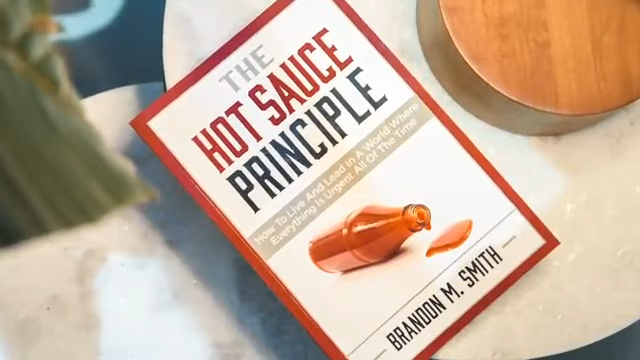 THE
HOT SAUCE
PRINCIPLE
How To Live And Lead In A World Where
Everything Is Urgent All Of The Time
BRANDON M. SMITH